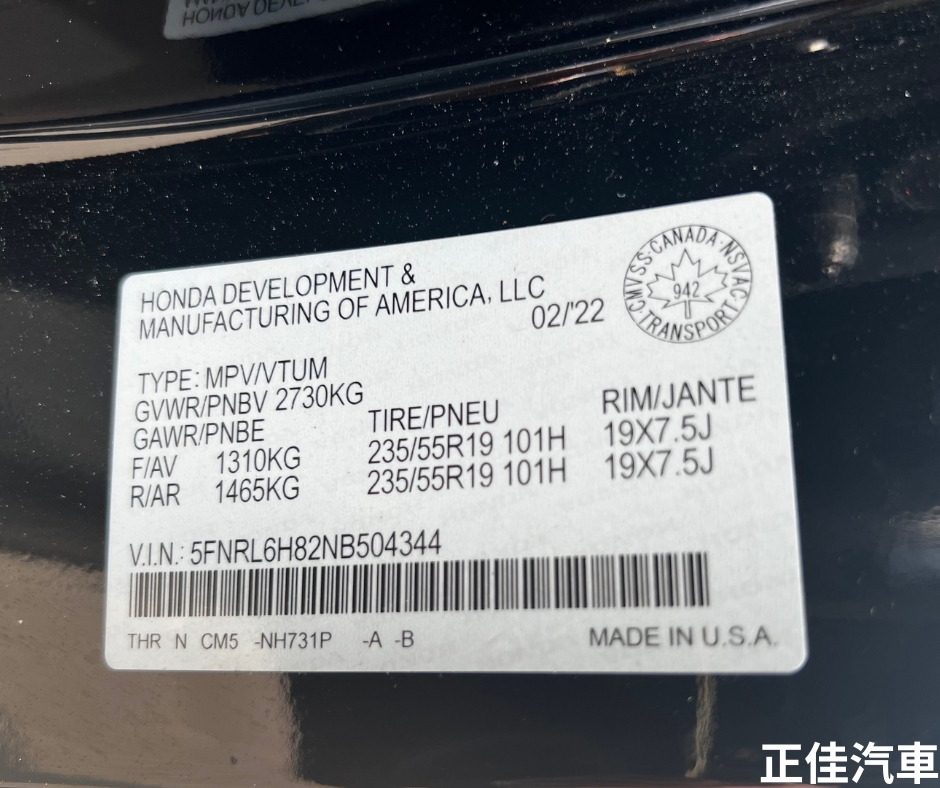 HONDA DEVEL
HONDA DEVELOPMENT &
MANUFACTURING OF AMERICA, LLC
02/'22
CMVSS·CANADA·NSVAC·TRANSPORT·
942
TYPE: MPV/VTUM
GVWR/PNBV 2730KG
GAWR/PNBE TIRE/PNEU RIM/JANTE
F/AV 1310KG 235/55R19 101H 19X7.5J
R/AR 1465KG 235/55R19 101H 19X7.5J
V.I.N.: 5FNRL6H82NB504344
THR N CM5 -NH731P -A -B MADE IN U.S.A.
正佳汽車